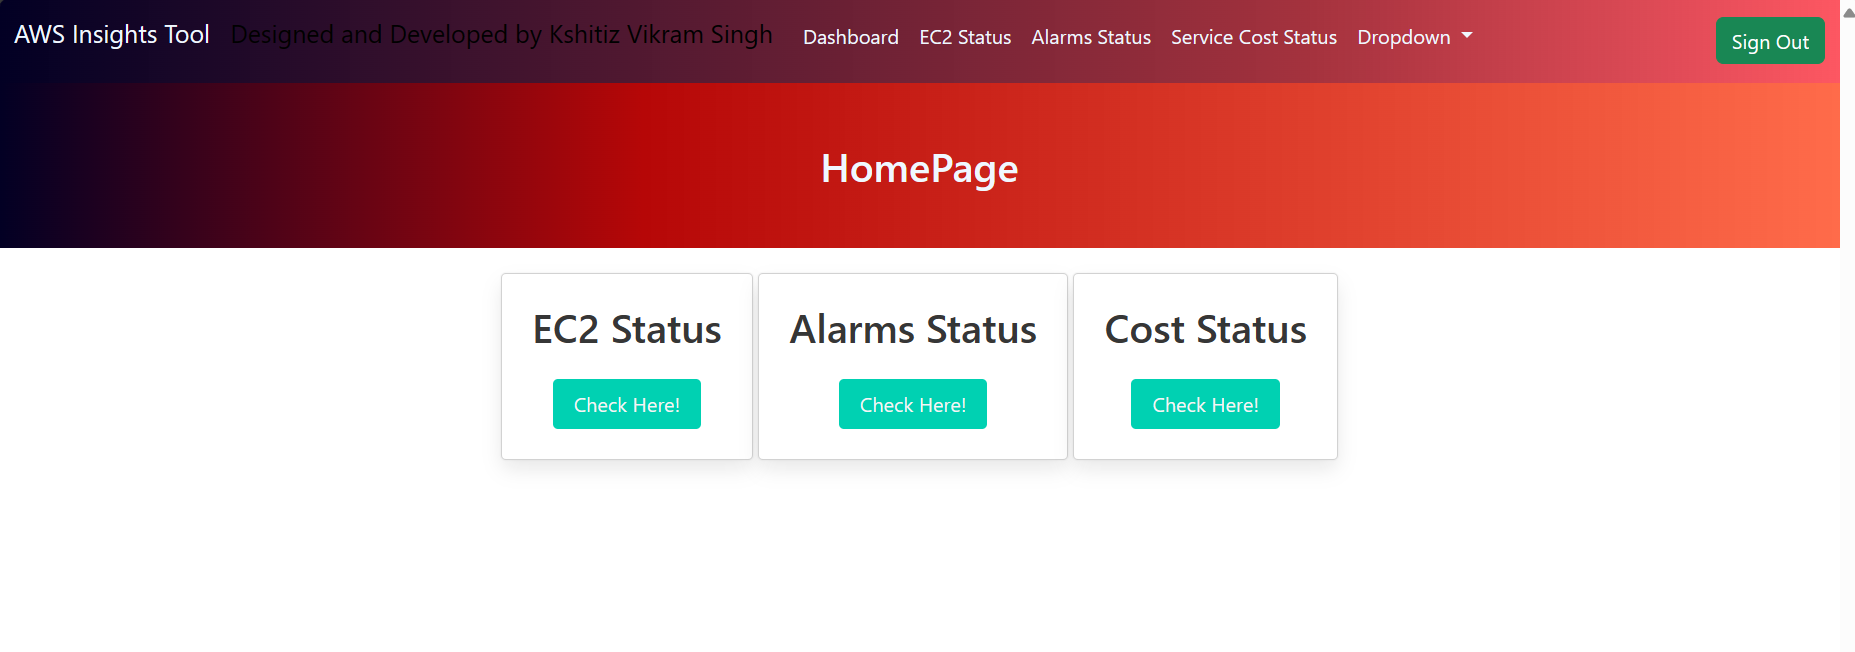 AWS Insights Tool Designed and Developed by Kshitiz Vikram Singh Dashboard EC2 Status Alarms Status Service Cost Status Dropdown Sign Out
HomePage
EC2 Status Alarms Status Cost Status
Check Here! Check Here! Check Here!